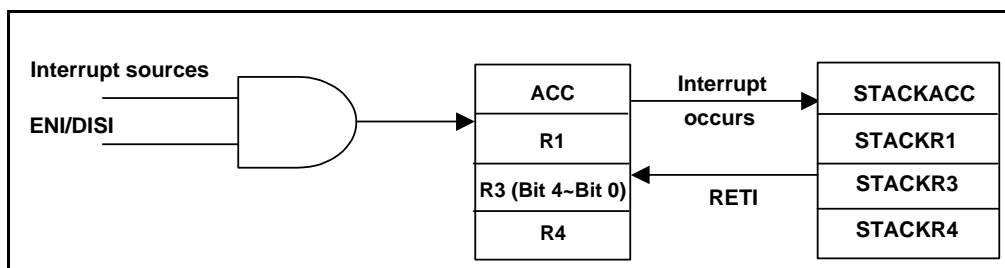 Interrupt sources
ENI/DISI
ACC
R1
R3 (Bit 4~Bit 0)
R4
Interrupt
occurs
RETI
STACKACC
STACKR1
STACKR3
STACKR4